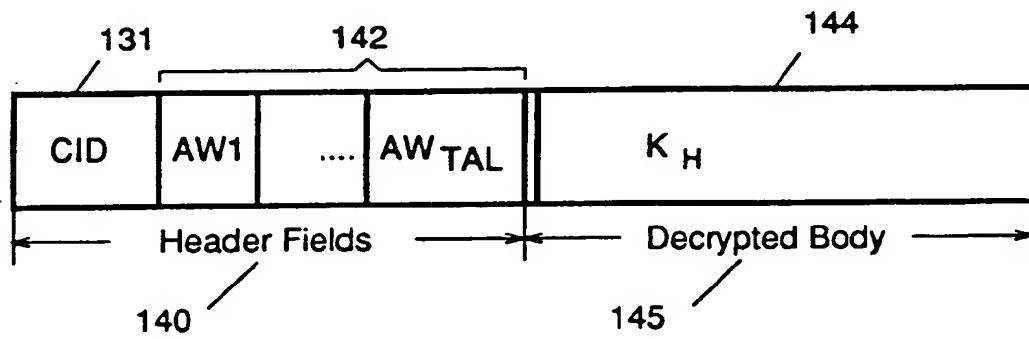 131 142 144
CID AW1 .... AW TAL K H
Header Fields Decrypted Body
140 145